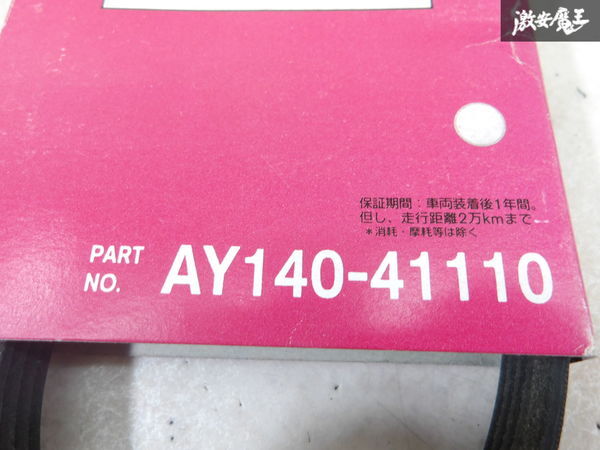 激安魔王
保証期間：車両装着後1年間。
但し、走行距離2万kmまで
＊消耗・摩耗等は除く
PART NO. AY140-41110